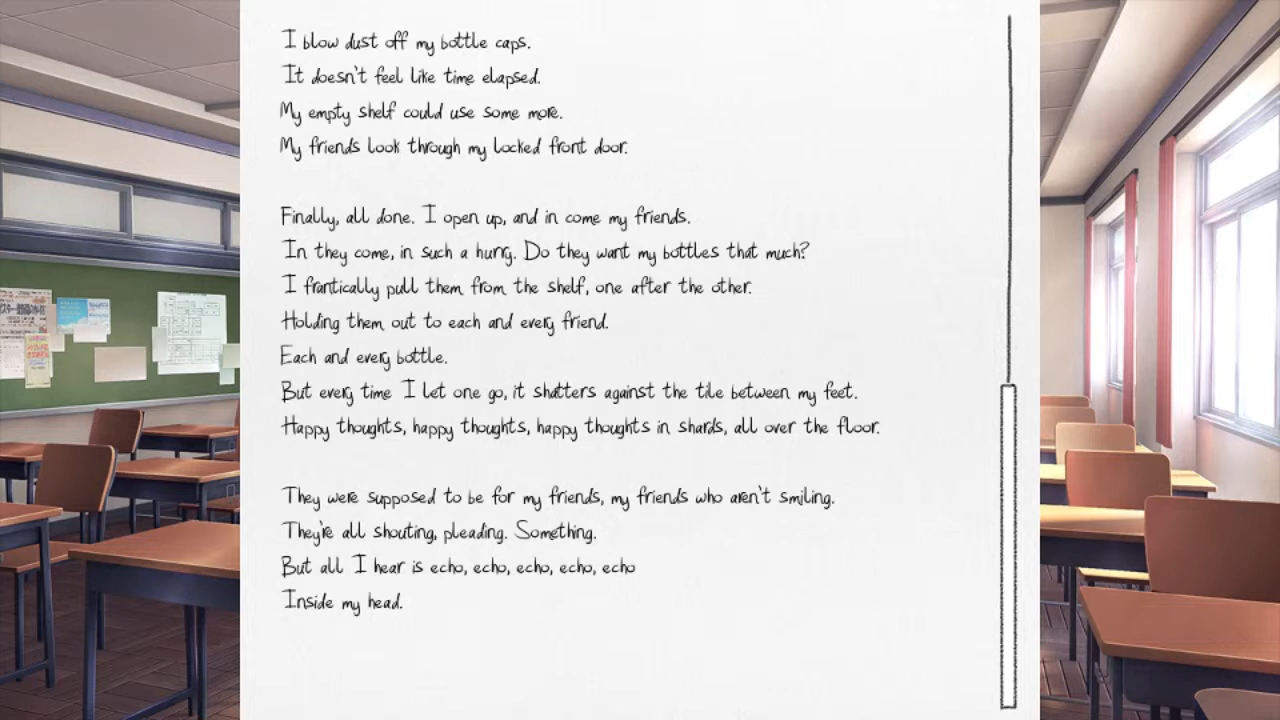 I blow dust off my bottle caps.
It doesn't feel like time elapsed.
My empty shelf could use some more.
My friends look through my locked front door.
Finally, all done. I open up, and in come my friends.
In they come, in such a hurry. Do they want my bottles that much?
I frantically pull them from the shelf, one after the other.
Holding them out to each and every friend.
Each and every bottle.
But every time I let one go, it shatters against the tile between my feet.
Happy thoughts, happy thoughts, happy thoughts in shards, all over the floor.
They were supposed to be for my friends, my friends who aren't smiling.
They're all shouting, pleading. Something.
But all I hear is echo, echo, echo, echo, echo
Inside my head.